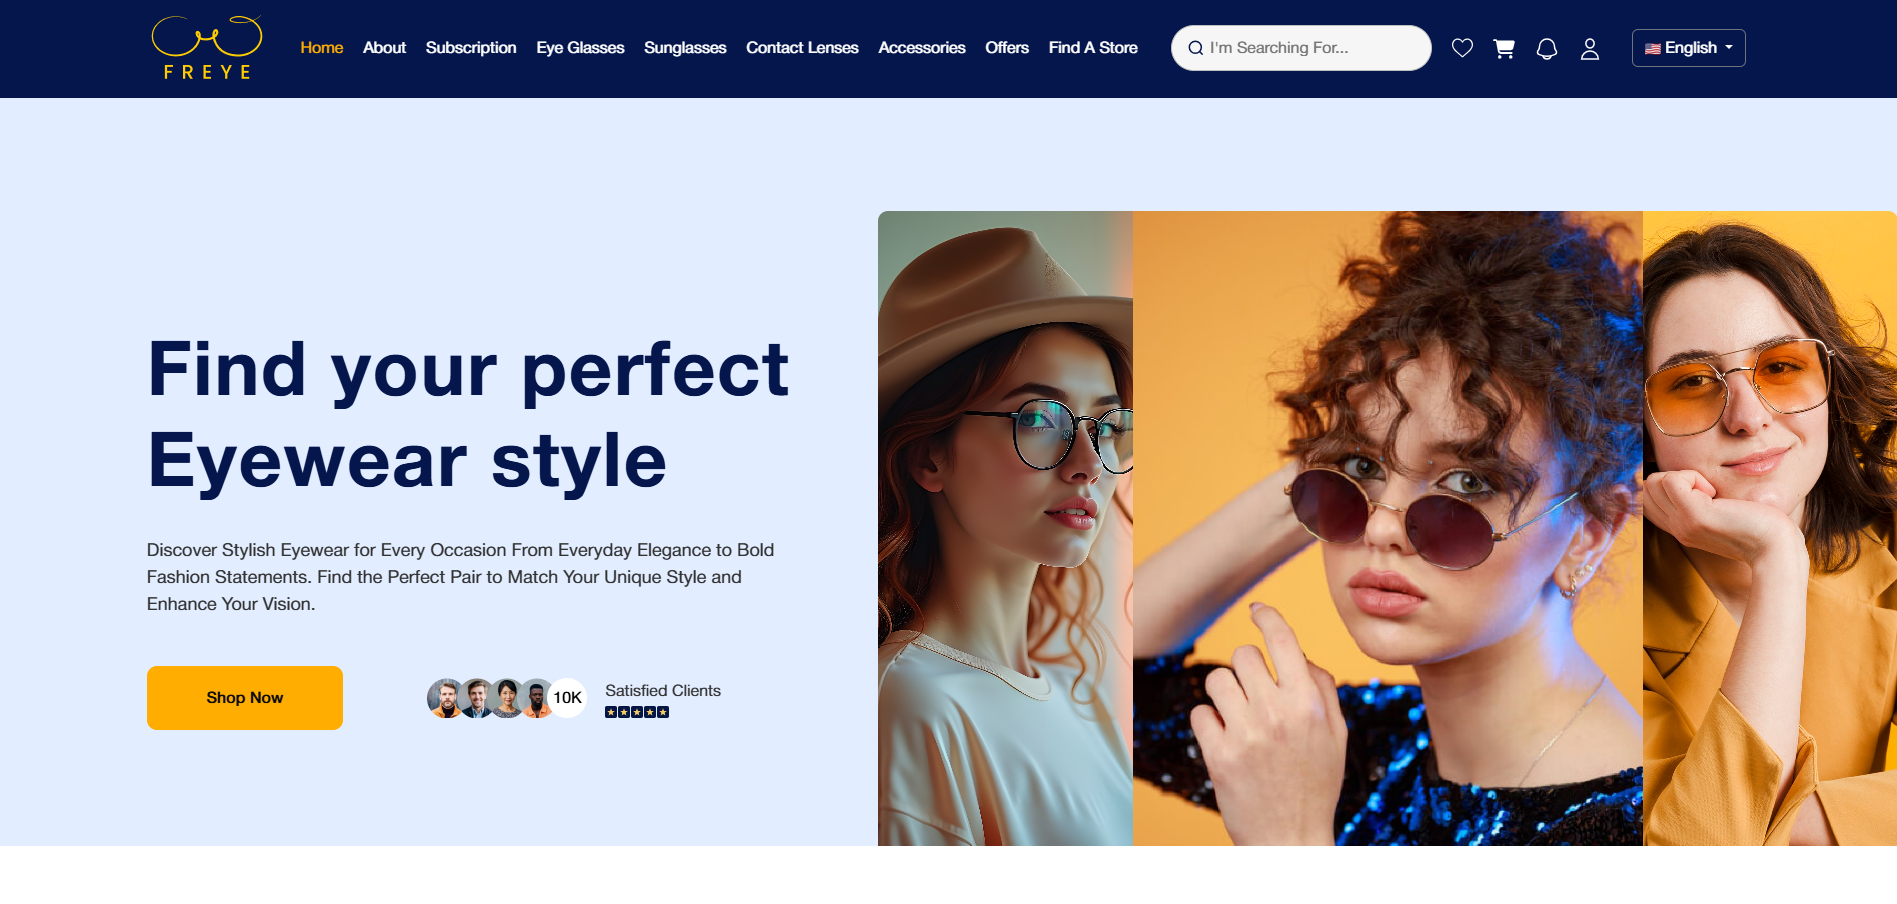 FREYE
Home About Subscription Eye Glasses Sunglasses Contact Lenses Accessories Offers Find A Store
I'm Searching For...
English
Find your perfect
Eyewear style
Discover Stylish Eyewear for Every Occasion From Everyday Elegance to Bold
Fashion Statements. Find the Perfect Pair to Match Your Unique Style and
Enhance Your Vision.
Shop Now
10K
Satisfied Clients